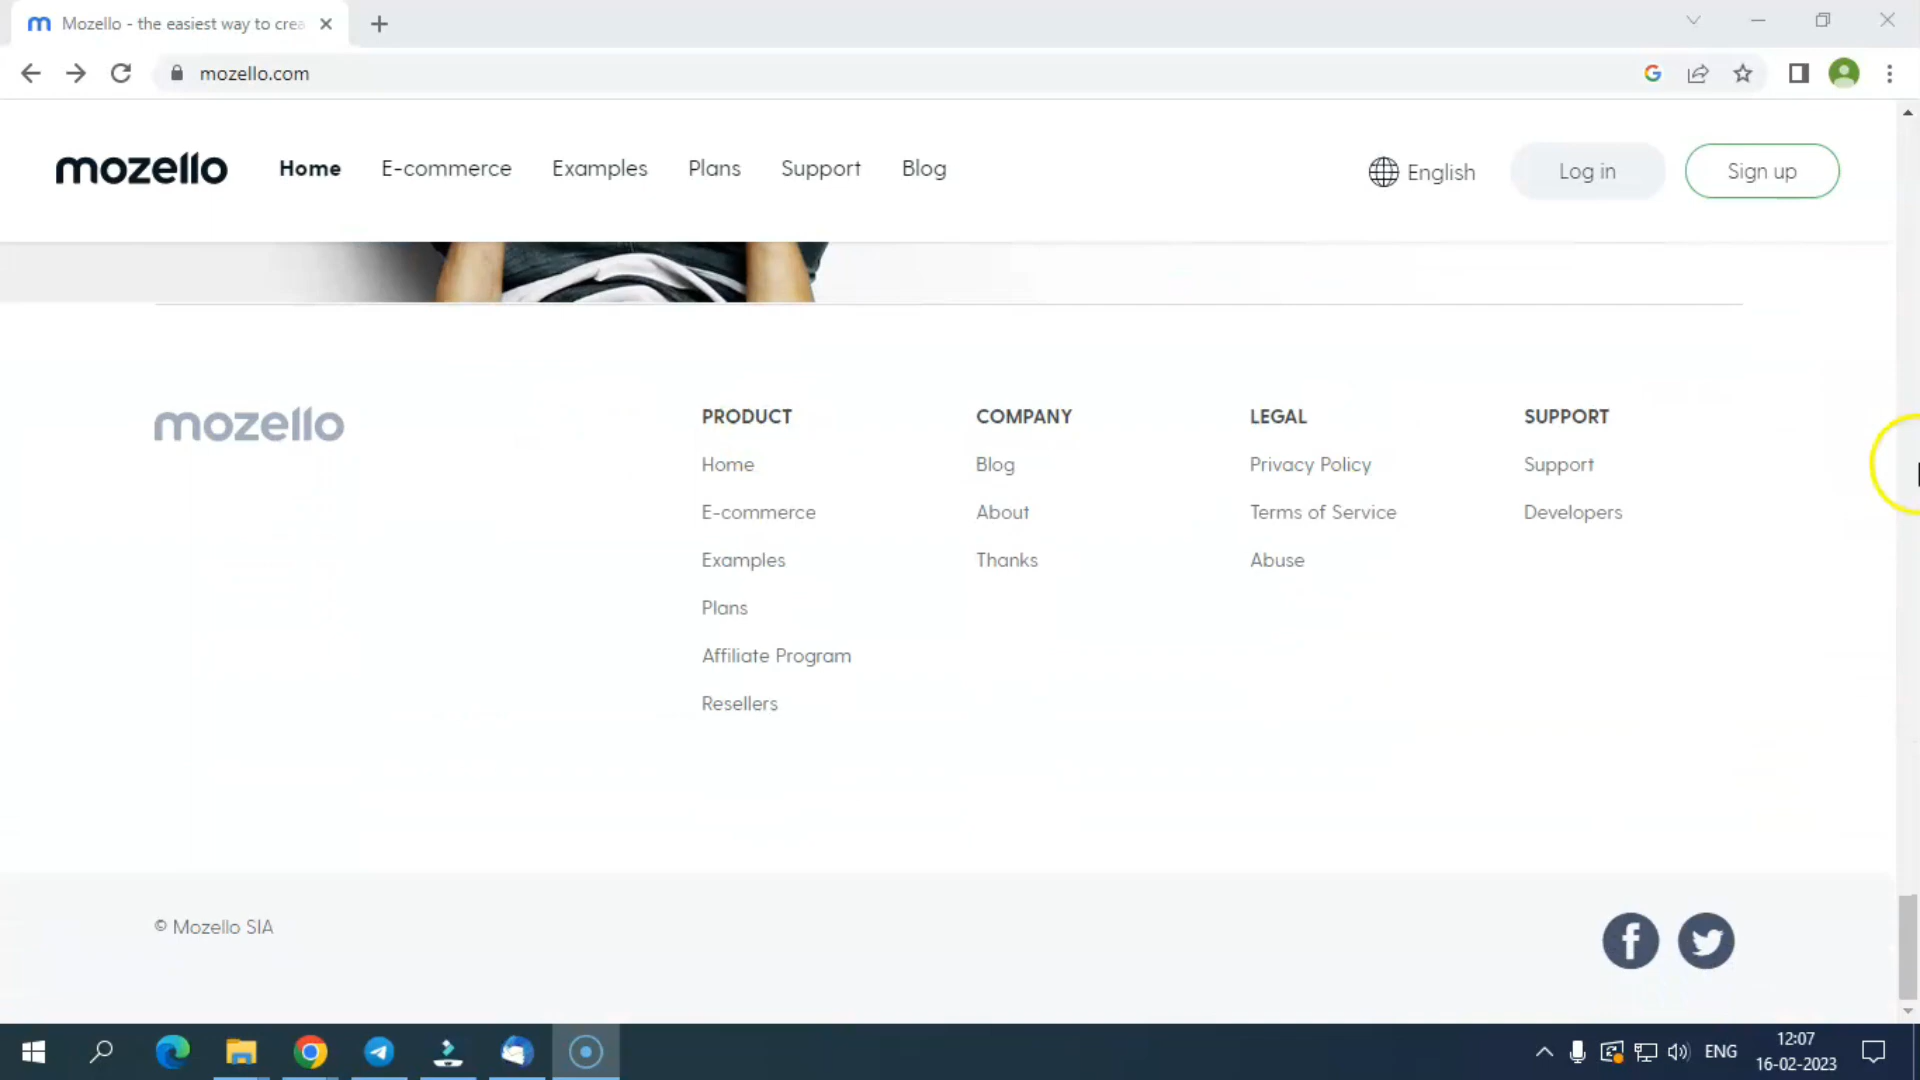 Mozello - the easiest way to crea
mozello.com
mozello Home E-commerce Examples Plans Support Blog English Log in Sign up
mozello
PRODUCT
Home
E-commerce
Examples
Plans
Affiliate Program
Resellers
COMPANY
Blog
About
Thanks
LEGAL
Privacy Policy
Terms of Service
Abuse
SUPPORT
Support
Developers
© Mozello SIA
ENG
12:07
16-02-2023